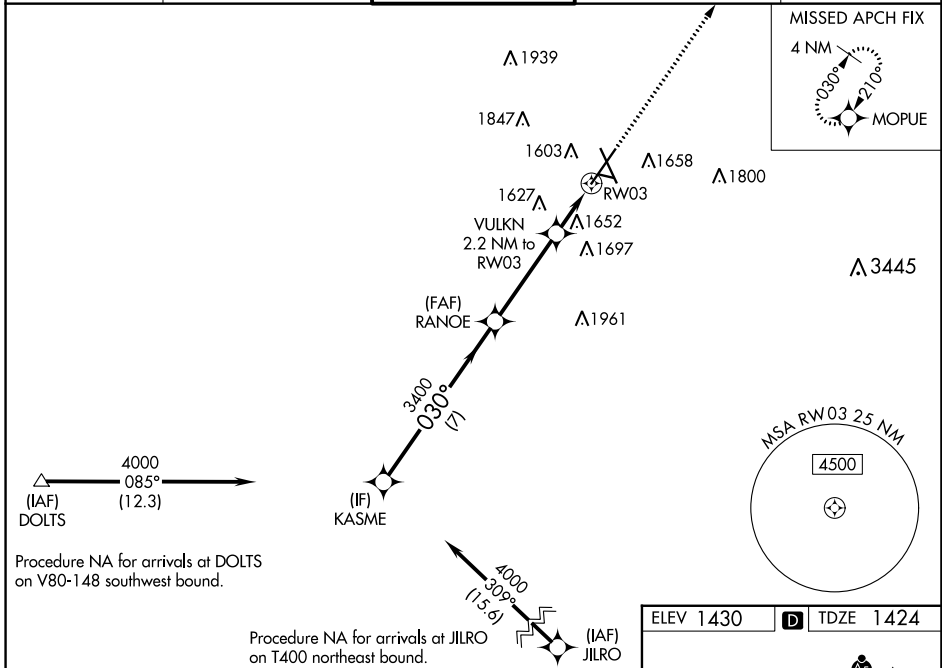 MISSED APCH FIX
4 NM
030°
210°
MOPUE
1939
1847
1603
1658
1800
RW03
1627
VULKN
2.2 NM to
RW03
1652
1697
3445
(FAF)
RANOE
1961
3400
030°
(7)
MSA RW03 25 NM
4500
4000
085°
(12.3)
(IAF)
DOLTS
(IF)
KASME
Procedure NA for arrivals at DOLTS
on V80-148 southwest bound.
4000
309°
(15.6)
(IAF)
JILRO
Procedure NA for arrivals at JILRO
on T400 northeast bound.
ELEV 1430
D
TDZE 1424